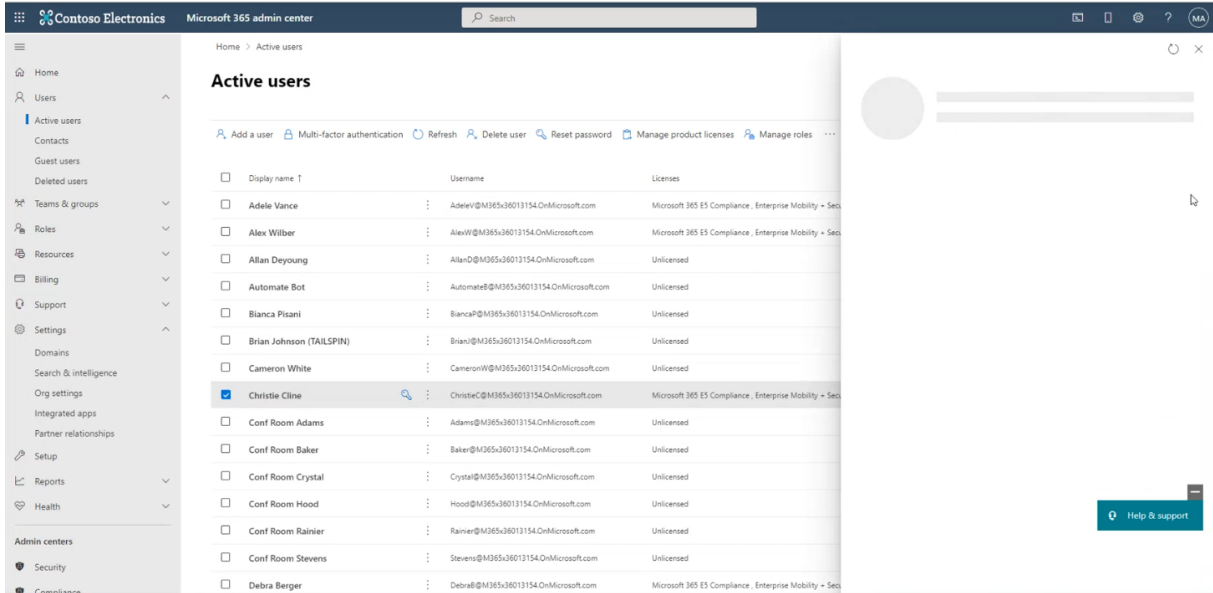 Contoso Electronics Microsoft 365 admin center Search ? MA
Home > Active users
Active users
Home
Users
Active users
Contacts
Guest users
Deleted users
Teams & groups
Roles
Resources
Billing
Support
Settings
Domains
Search & intelligence
Org settings
Integrated apps
Partner relationships
Setup
Reports
Health
Admin centers
Security
Compliance
Add a user Multi-factor authentication Refresh Delete user Reset password Manage product licenses Manage roles ...
Display name ↑ Username Licenses
Adele Vance AdeleV@M365x36013154.OnMicrosoft.com Microsoft 365 E5 Compliance , Enterprise Mobility + Secu
Alex Wilber AlexW@M365x36013154.OnMicrosoft.com Microsoft 365 E5 Compliance , Enterprise Mobility + Secu
Allan Deyoung AllanD@M365x36013154.OnMicrosoft.com Unlicensed
Automate Bot AutomateB@M365x36013154.OnMicrosoft.com Unlicensed
Bianca Pisani BiancaP@M365x36013154.OnMicrosoft.com Unlicensed
Brian Johnson (TAILSPIN) BrianJ@M365x36013154.OnMicrosoft.com Unlicensed
Cameron White CameronW@M365x36013154.OnMicrosoft.com Unlicensed
Christie Cline ChristieC@M365x36013154.OnMicrosoft.com Microsoft 365 E5 Compliance , Enterprise Mobility + Secu
Conf Room Adams Adams@M365x36013154.OnMicrosoft.com Unlicensed
Conf Room Baker Baker@M365x36013154.OnMicrosoft.com Unlicensed
Conf Room Crystal Crystal@M365x36013154.OnMicrosoft.com Unlicensed
Conf Room Hood Hood@M365x36013154.OnMicrosoft.com Unlicensed
Conf Room Rainier Rainier@M365x36013154.OnMicrosoft.com Unlicensed
Conf Room Stevens Stevens@M365x36013154.OnMicrosoft.com Unlicensed
Debra Berger DebraB@M365x36013154.OnMicrosoft.com Microsoft 365 E5 Compliance , Enterprise Mobility + Secu
Help & support